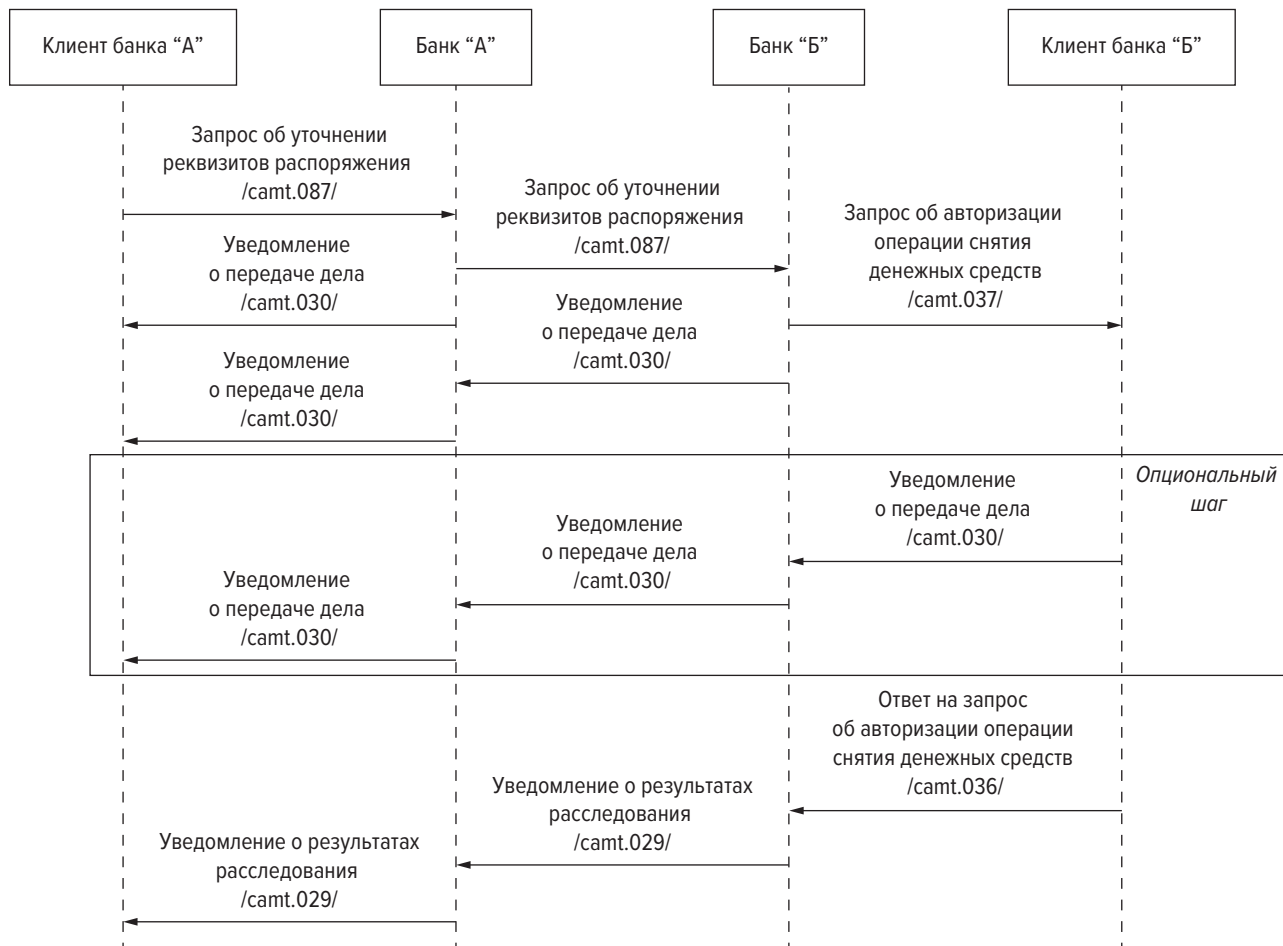 Клиент банка “А”
Банк “А”
Банк “Б”
Клиент банка “Б”
Запрос об уточнении
реквизитов распоряжения
/camt.087/
Запрос об уточнении
реквизитов распоряжения
/camt.087/
Запрос об авторизации
операции снятия
денежных средств
/camt.037/
Уведомление
о передаче дела
/camt.030/
Уведомление
о передаче дела
/camt.030/
Уведомление
о передаче дела
/camt.030/
Опциональный
шаг
Уведомление
о передаче дела
/camt.030/
Уведомление
о передаче дела
/camt.030/
Уведомление
о передаче дела
/camt.030/
Ответ на запрос
об авторизации операции
снятия денежных средств
/camt.036/
Уведомление о результатах
расследования
/camt.029/
Уведомление о результатах
расследования
/camt.029/